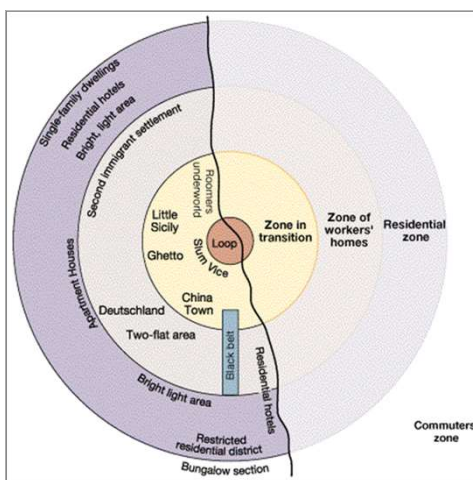 Single-family dwellings
Residential hotels
Bright, light area
Second immigrant settlement
Roomers
underworld
Little
Sicily
Ghetto
Slum Vice
Loop
Zone in
transition
Zone of
workers'
homes
Residential
zone
China
Town
Apartment Houses
Deutschland
Two-flat area
Black belt
Residential hotels
Bright light area
Restricted
residential district
Bungalow section
Commuters
zone